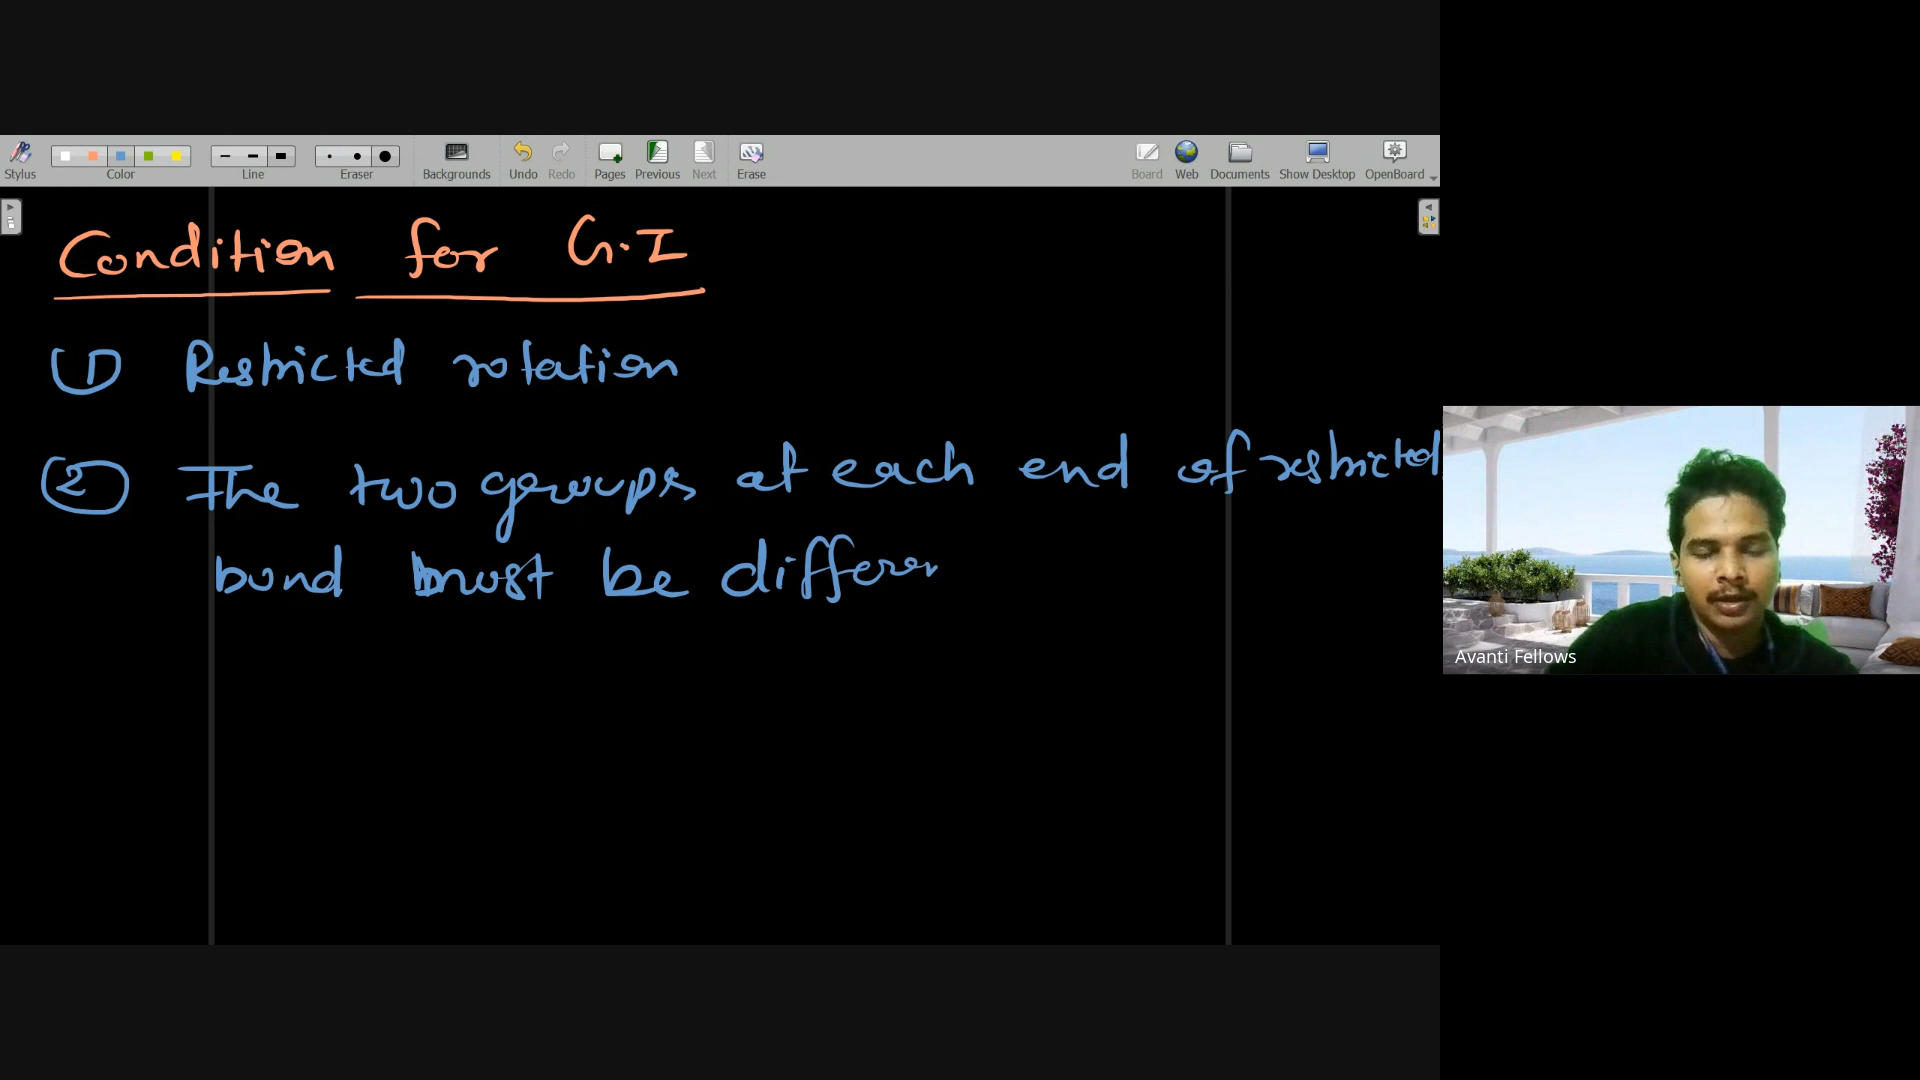 Stylus Color Line Eraser Backgrounds Undo Redo Pages Previous Next Erase Board Web Documents Show Desktop OpenBoard
Condition for G.I
① Restricted rotation
② The two groups at each end of restricted
bond must be differen
Avanti Fellows